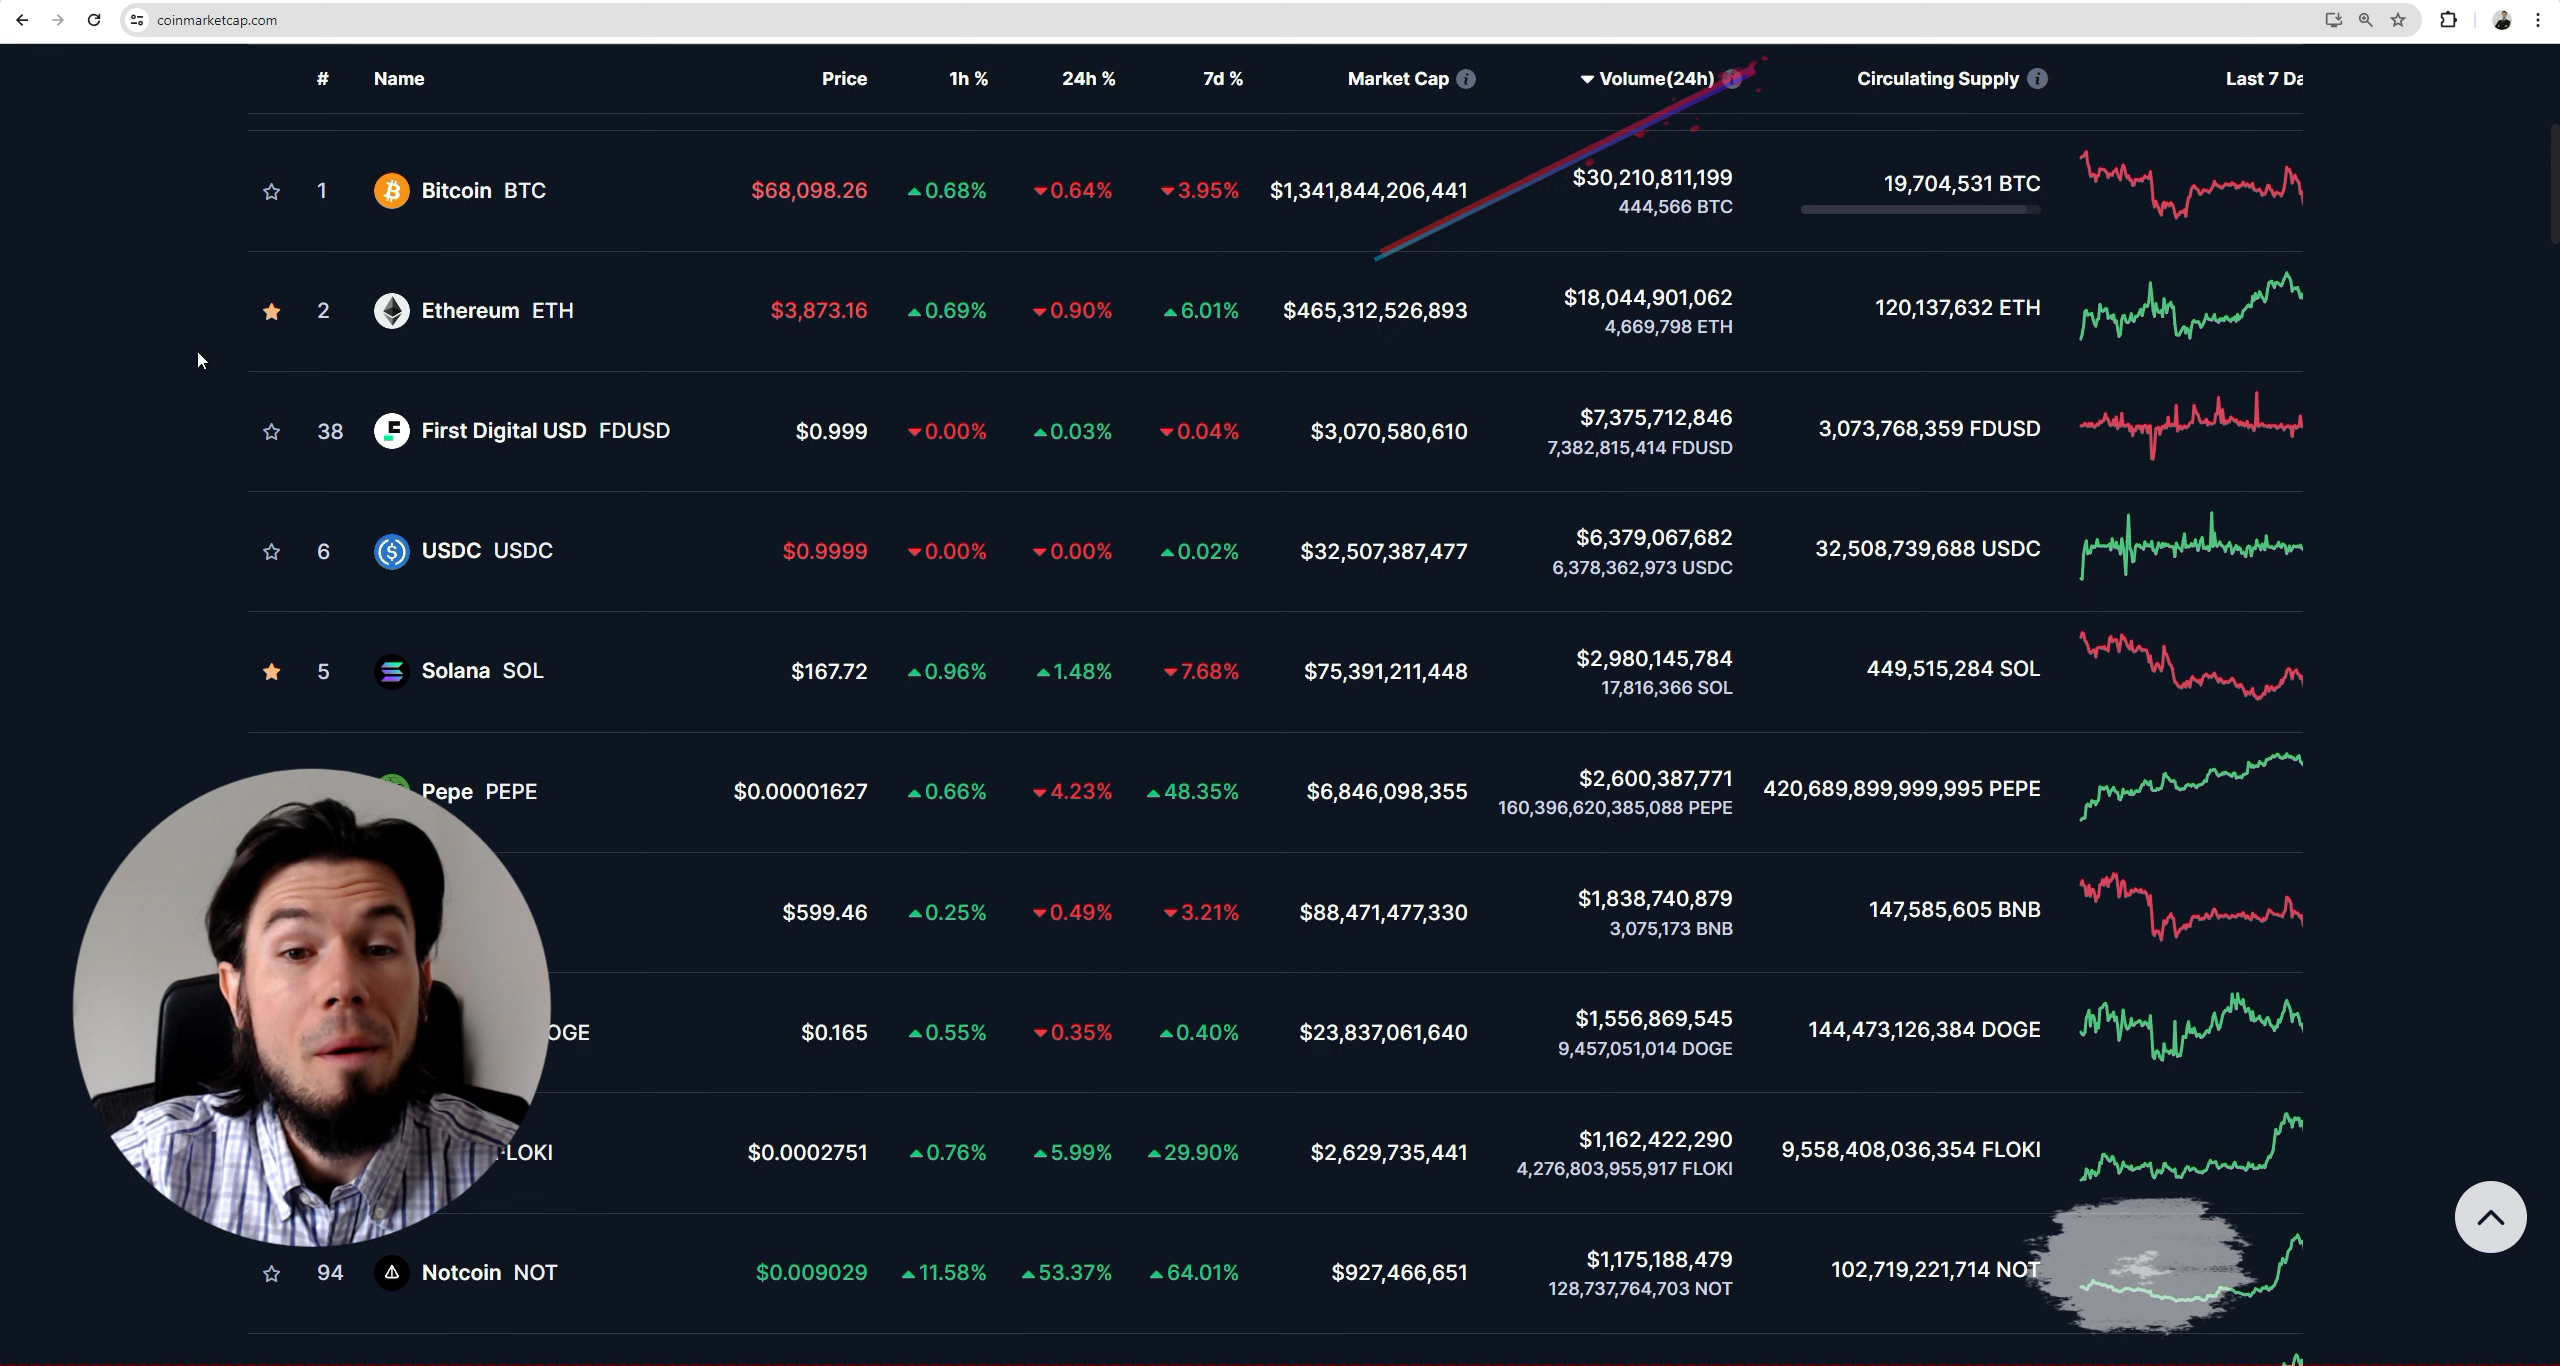 coinmarketcap.com
# Name Price 1h % 24h % 7d % Market Cap Volume(24h) Circulating Supply Last 7 Da
1 Bitcoin BTC $68,098.26 0.68% 0.64% 3.95% $1,341,844,206,441 $30,210,811,199 19,704,531 BTC
444,566 BTC
2 Ethereum ETH $3,873.16 0.69% 0.90% 6.01% $465,312,526,893 $18,044,901,062 120,137,632 ETH
4,669,798 ETH
38 First Digital USD FDUSD $0.999 0.00% 0.03% 0.04% $3,070,580,610 $7,375,712,846 3,073,768,359 FDUSD
7,382,815,414 FDUSD
6 USDC USDC $0.9999 0.00% 0.00% 0.02% $32,507,387,477 $6,379,067,682 32,508,739,688 USDC
6,378,362,973 USDC
5 Solana SOL $167.72 0.96% 1.48% 7.68% $75,391,211,448 $2,980,145,784 449,515,284 SOL
17,816,366 SOL
Pepe PEPE $0.00001627 0.66% 4.23% 48.35% $6,846,098,355 $2,600,387,771 420,689,899,999,995 PEPE
160,396,620,385,088 PEPE
$599.46 0.25% 0.49% 3.21% $88,471,477,330 $1,838,740,879 147,585,605 BNB
3,075,173 BNB
OGE $0.165 0.55% 0.35% 0.40% $23,837,061,640 $1,556,869,545 144,473,126,384 DOGE
9,457,051,014 DOGE
FLOKI $0.0002751 0.76% 5.99% 29.90% $2,629,735,441 $1,162,422,290 9,558,408,036,354 FLOKI
4,276,803,955,917 FLOKI
94 Notcoin NOT $0.009029 11.58% 53.37% 64.01% $927,466,651 $1,175,188,479 102,719,221,714 NOT
128,737,764,703 NOT